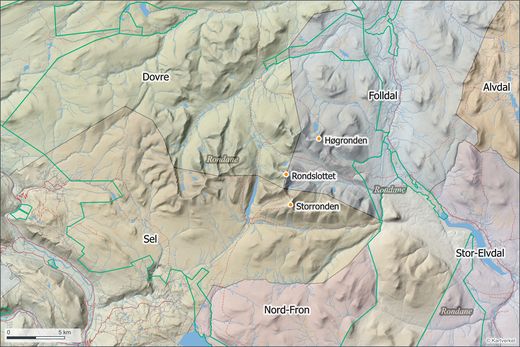 Dovre
Folldal
Alvdal
Høgronden
Rondane
Rondslottet
Rondane
Storronden
Sel
Stor-Elvdal
Nord-Fron
Rondane
0
5 km
© Kartverket